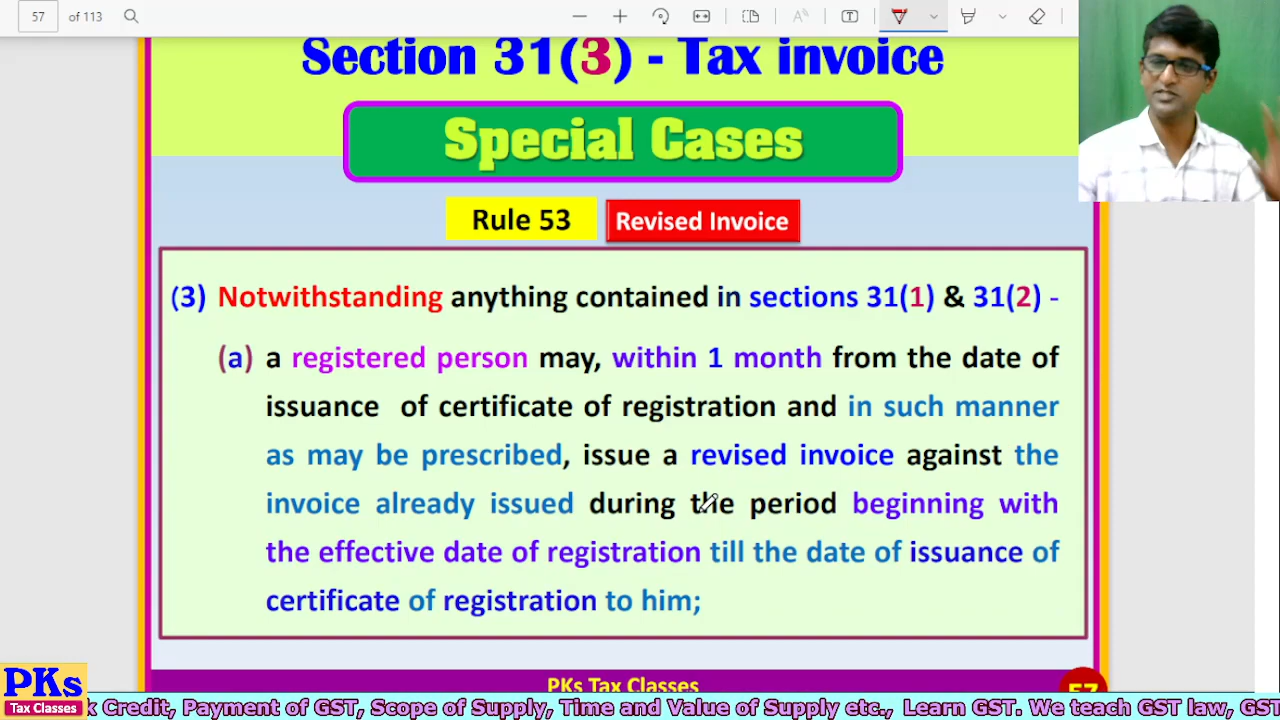 57
of 113
Section 31(3) - Tax invoice
Special Cases
Rule 53
Revised Invoice
(3) Notwithstanding anything contained in sections 31(1) & 31(2) -
(a) a registered person may, within 1 month from the date of
issuance of certificate of registration and in such manner
as may be prescribed, issue a revised invoice against the
invoice already issued during the period beginning with
the effective date of registration till the date of issuance of
certificate of registration to him;
PKs Tax Classes
57
PKs
Tax Classes
x Credit, Payment of GST, Scope of Supply, Time and Value of Supply etc., Learn GST. We teach GST law, GST